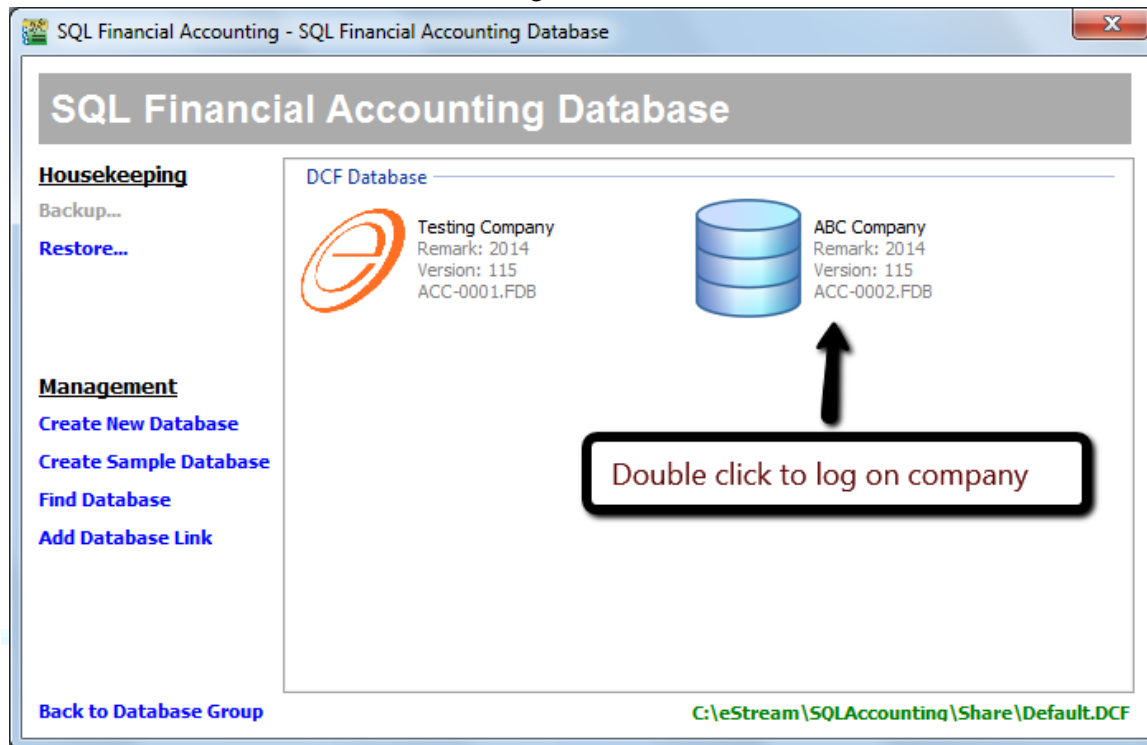 SQL Financial Accounting - SQL Financial Accounting Database
SQL Financial Accounting Database
Housekeeping
Backup...
Restore...
Management
Create New Database
Create Sample Database
Find Database
Add Database Link
Back to Database Group
DCF Database
Testing Company
Remark: 2014
Version: 115
ACC-0001.FDB
ABC Company
Remark: 2014
Version: 115
ACC-0002.FDB
Double click to log on company
C:\eStream\SQLAccounting\Share\Default.DCF